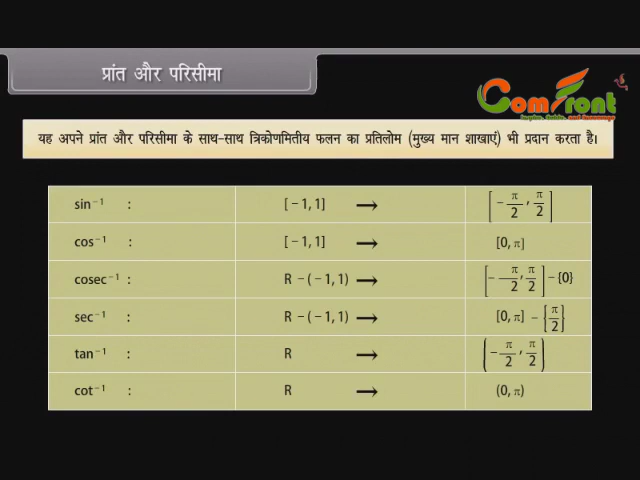 प्रांत और परिसीमा
ComFront
यह अपने प्रांत और परिसीमा के साथ-साथ त्रिकोणमितीय फलन का प्रतिलोम (मुख्य मान शाखाएं) भी प्रदान करता है।
sin⁻¹ : [−1, 1] → [−π/2, π/2]
cos⁻¹ : [−1, 1] → [0, π]
cosec⁻¹ : R − (−1, 1) → [−π/2, π/2] − {0}
sec⁻¹ : R − (−1, 1) → [0, π] − {π/2}
tan⁻¹ : R → (−π/2, π/2)
cot⁻¹ : R → (0, π)